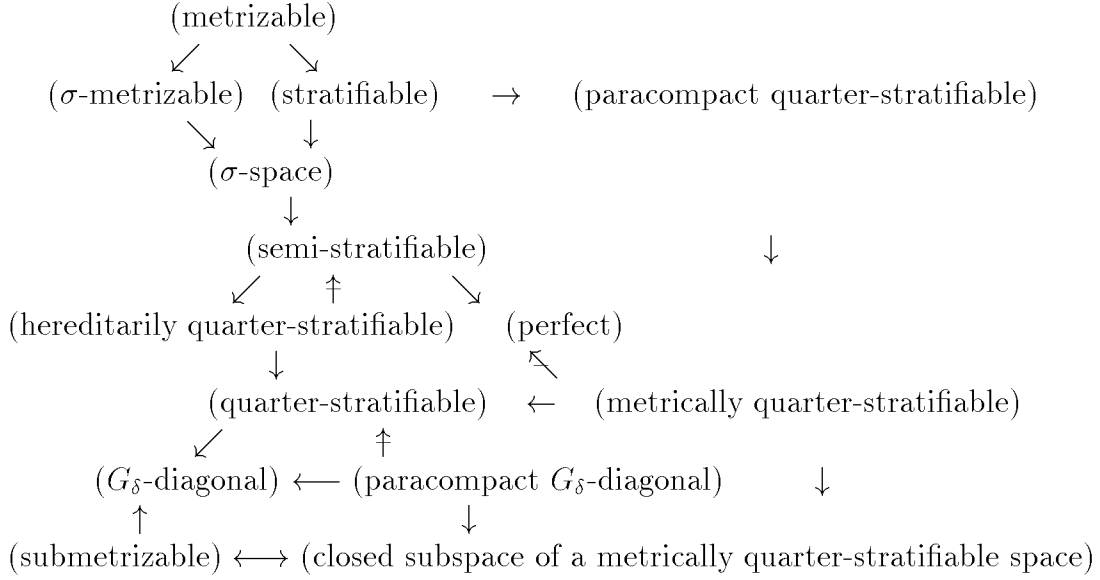 (metrizable)
↙ ↘
(σ-metrizable) (stratifiable) → (paracompact quarter-stratifiable)
↘ ↓
(σ-space)
↓
(semi-stratifiable) ↓
↙ ⇞ ↘
(hereditarily quarter-stratifiable) (perfect)
↓ ↖
(quarter-stratifiable) ← (metrically quarter-stratifiable)
↙ ⇞
(G_δ-diagonal) ⟵ (paracompact G_δ-diagonal) ↓
↑ ↓
(submetrizable) ⟷ (closed subspace of a metrically quarter-stratifiable space)